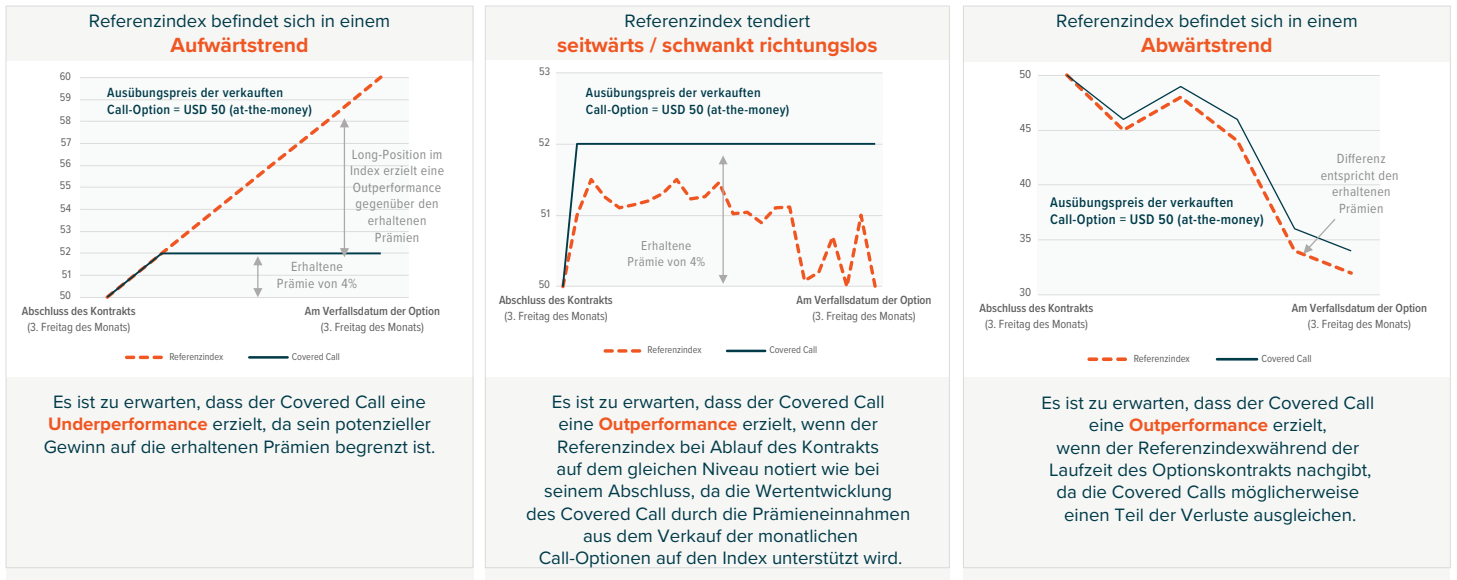 Referenzindex befindet sich in einem
Aufwärtstrend
60
59
58
57
56
55
54
53
52
51
50
Ausübungspreis der verkauften
Call-Option = USD 50 (at-the-money)
Long-Position im
Index erzielt eine
Outperformance
gegenüber den
erhaltenen
Prämien
Erhaltene
Prämie von 4%
Abschluss des Kontrakts
(3. Freitag des Monats)
Am Verfallsdatum der Option
(3. Freitag des Monats)
Referenzindex
Covered Call
Es ist zu erwarten, dass der Covered Call eine
Underperformance erzielt, da sein potenzieller
Gewinn auf die erhaltenen Prämien begrenzt ist.
Referenzindex tendiert
seitwärts / schwankt richtungslos
53
52
51
50
Ausübungspreis der verkauften
Call-Option = USD 50 (at-the-money)
Erhaltene
Prämie von 4%
Abschluss des Kontrakts
(3. Freitag des Monats)
Am Verfallsdatum der Option
(3. Freitag des Monats)
Referenzindex
Covered Call
Es ist zu erwarten, dass der Covered Call
eine Outperformance erzielt, wenn der
Referenzindex bei Ablauf des Kontrakts
auf dem gleichen Niveau notiert wie bei
seinem Abschluss, da die Wertentwicklung
des Covered Call durch die Prämieneinnahmen
aus dem Verkauf der monatlichen
Call-Optionen auf den Index unterstützt wird.
Referenzindex befindet sich in einem
Abwärtstrend
50
45
40
35
30
Differenz
entspricht den
erhaltenen
Prämien
Ausübungspreis der verkauften
Call-Option = USD 50 (at-the-money)
Abschluss des Kontrakts
(3. Freitag des Monats)
Am Verfallsdatum der Option
(3. Freitag des Monats)
Referenzindex
Covered Call
Es ist zu erwarten, dass der Covered Call
eine Outperformance erzielt,
wenn der Referenzindexwährend der
Laufzeit des Optionskontrakts nachgibt,
da die Covered Calls möglicherweise
einen Teil der Verluste ausgleichen.